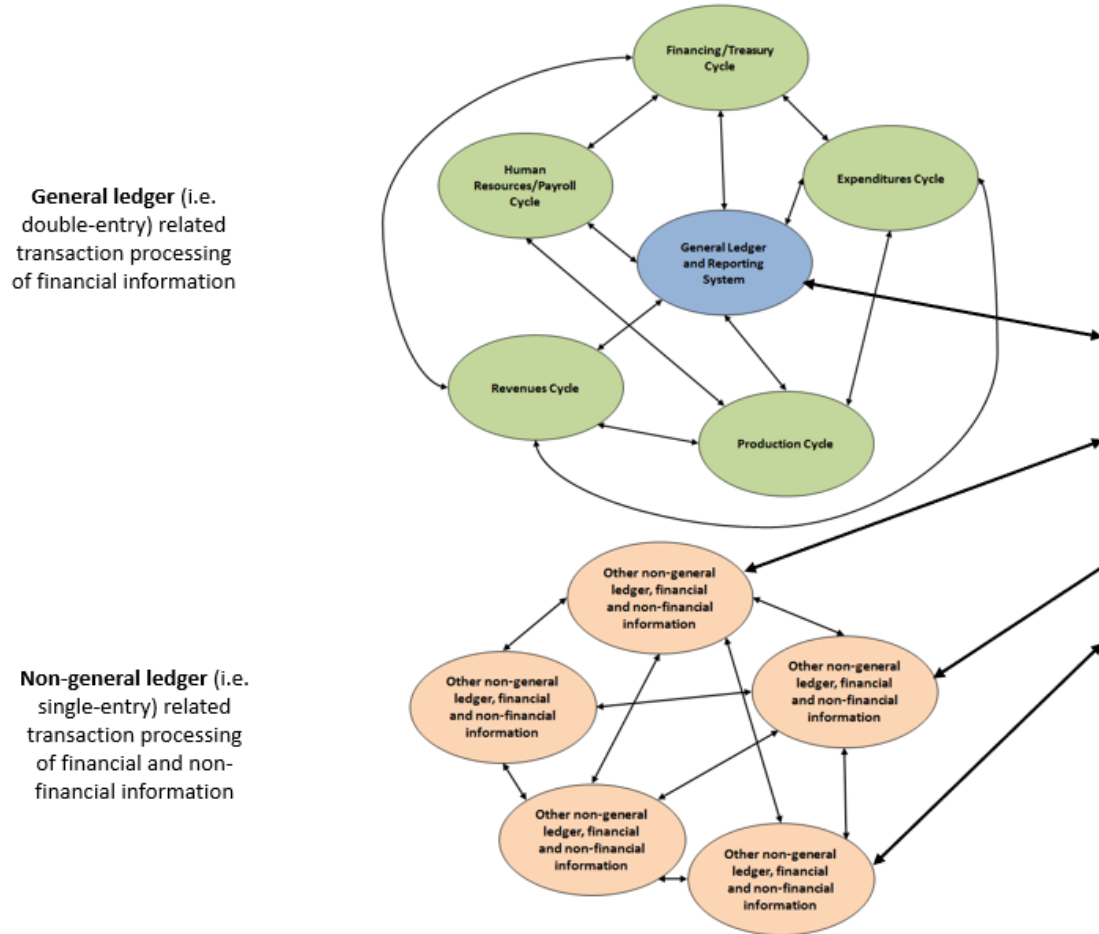 Financing/Treasury
Cycle
Human
Resources/Payroll
Cycle
Expenditures Cycle
General ledger (i.e.
double-entry) related
transaction processing
of financial information
General Ledger
and Reporting
System
Revenues Cycle
Production Cycle
Other non-general
ledger, financial
and non-financial
information
Other non-general
ledger, financial
and non-financial
information
Other non-general
ledger, financial
and non-financial
information
Non-general ledger (i.e.
single-entry) related
transaction processing
of financial and non-
financial information
Other non-general
ledger, financial
and non-financial
information
Other non-general
ledger, financial
and non-financial
information